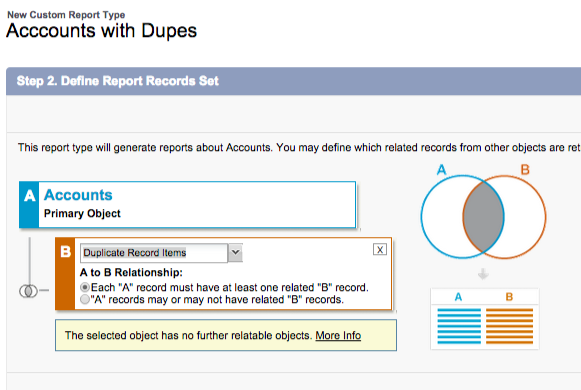 New Custom Report Type
Acccounts with Dupes
Step 2. Define Report Records Set
This report type will generate reports about Accounts. You may define which related records from other objects are ret
A Accounts
Primary Object
B Duplicate Record Items
X
A to B Relationship:
Each "A" record must have at least one related "B" record.
"A" records may or may not have related "B" records.
The selected object has no further relatable objects. More Info
A B
A B